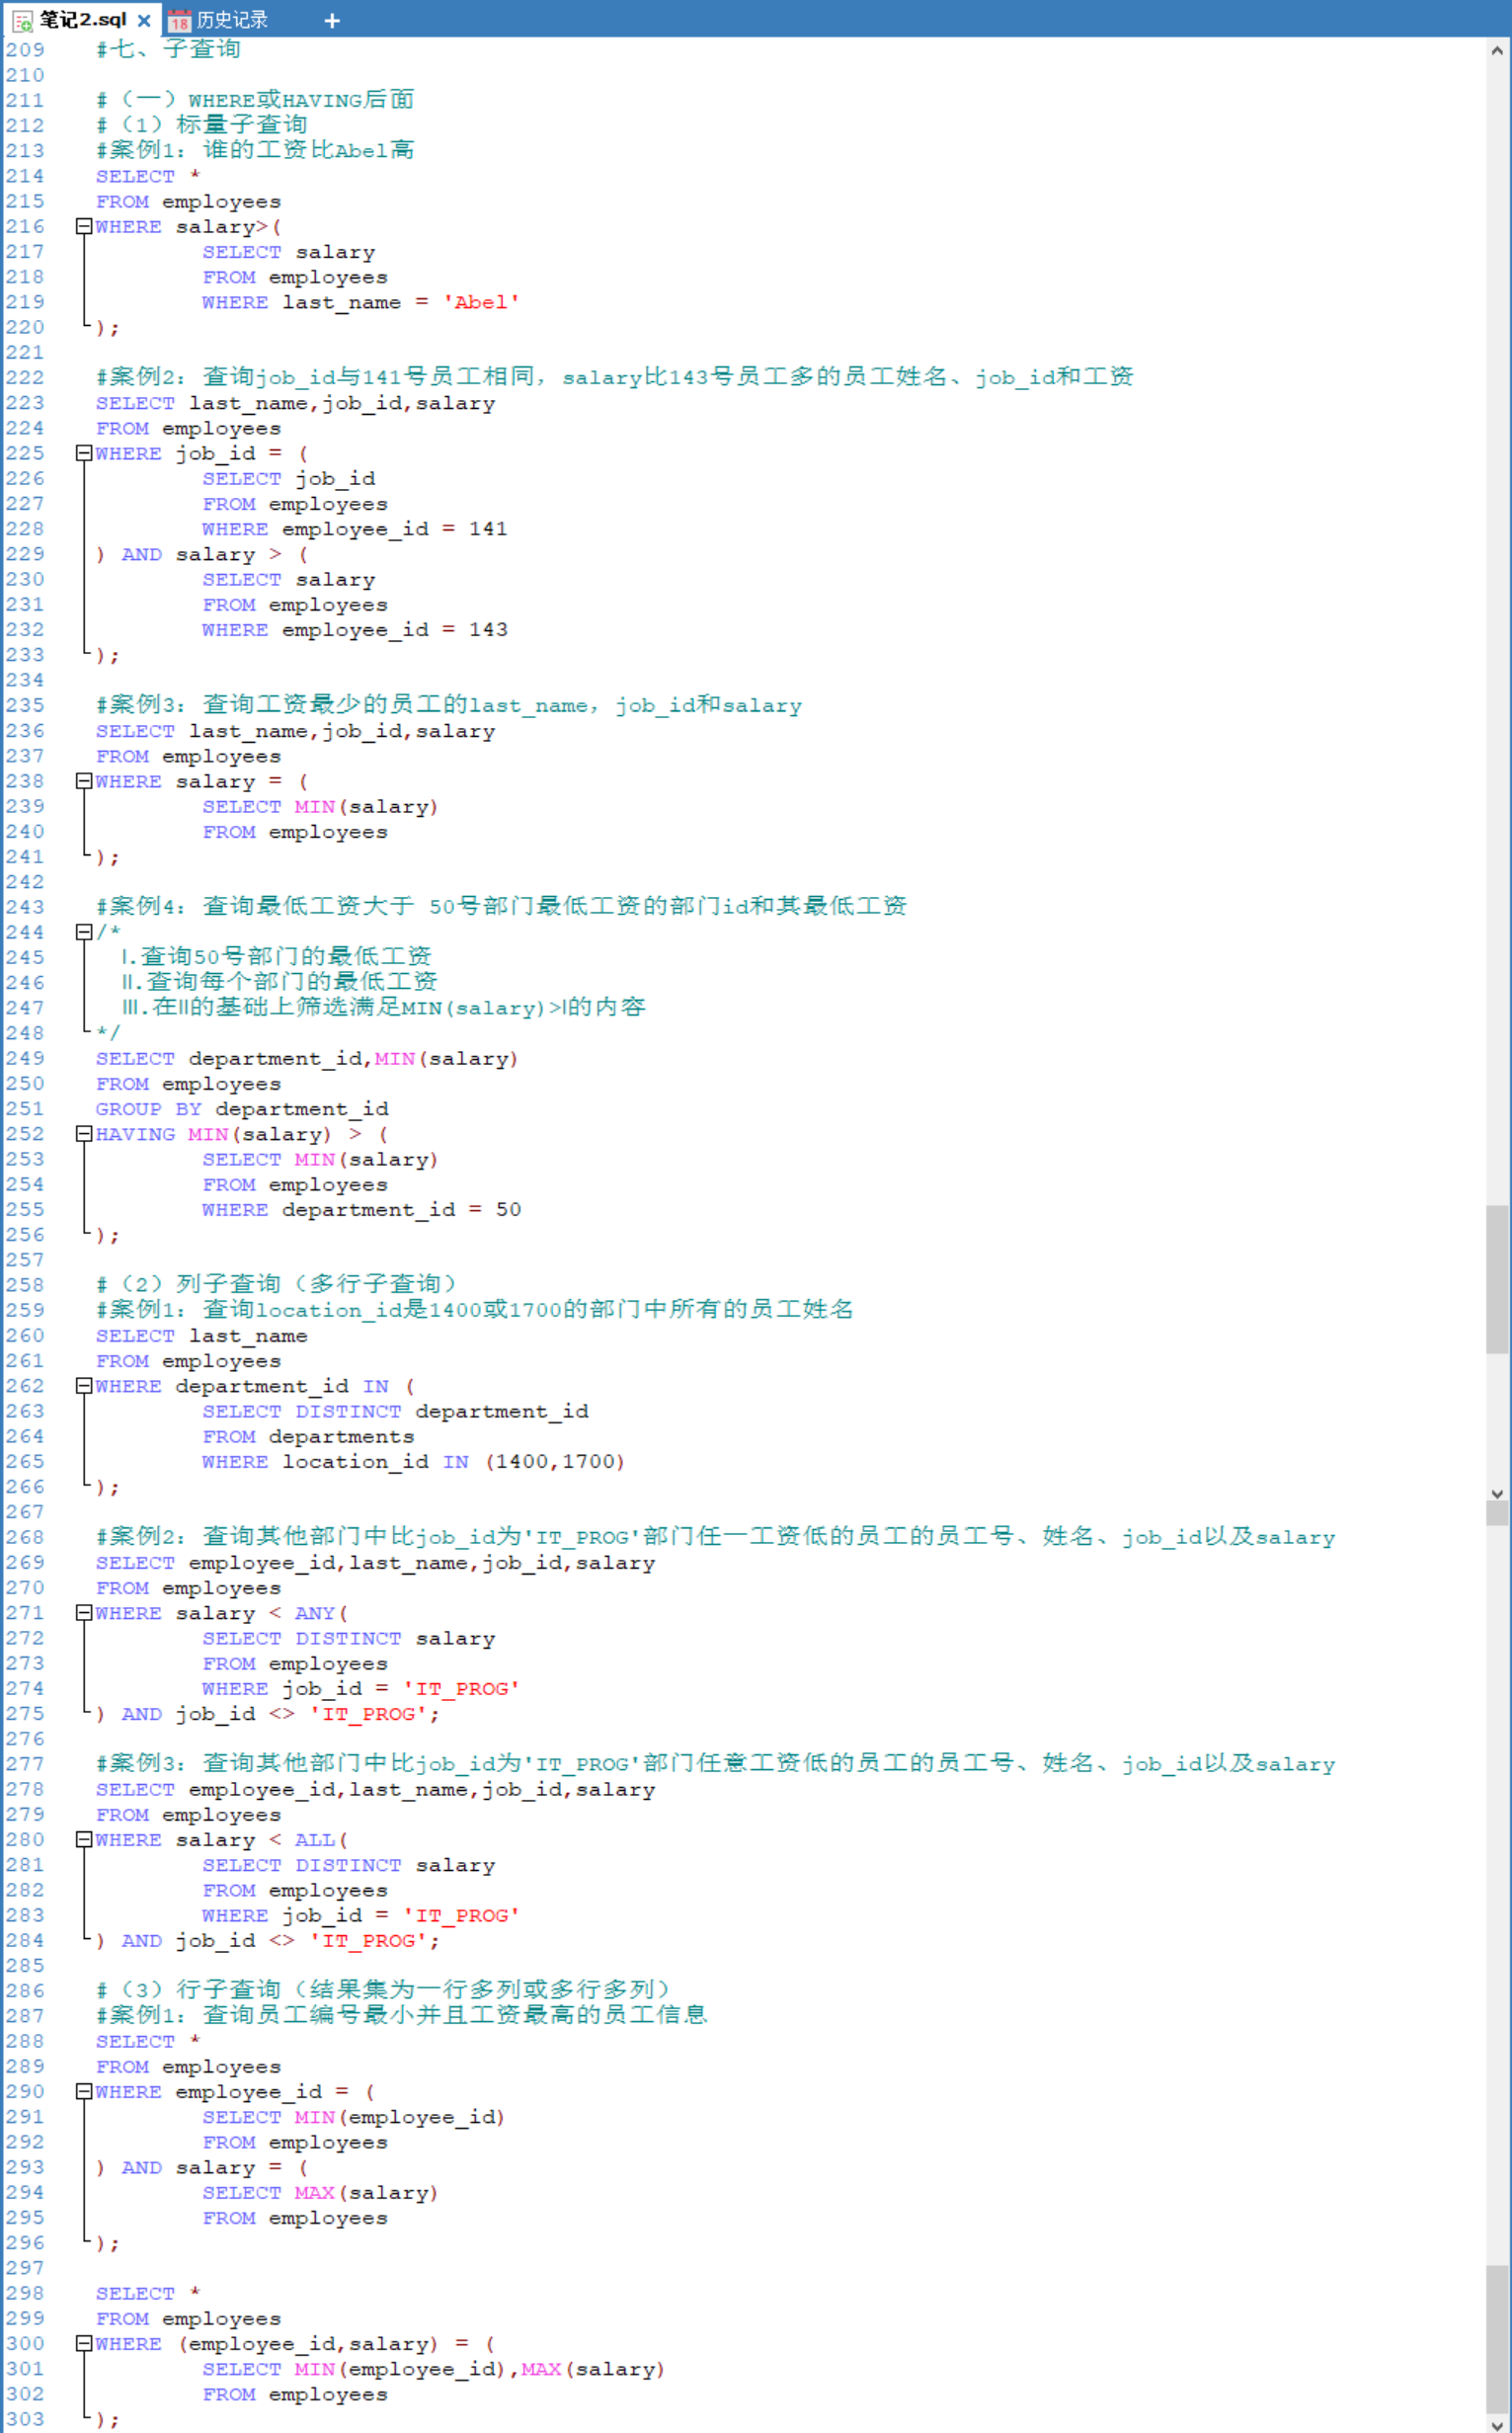 笔记2.sql × 18 历史记录 +
209 #七、子查询
210
211 #（一）WHERE或HAVING后面
212 #（1）标量子查询
213 #案例1：谁的工资比Abel高
214 SELECT *
215 FROM employees
216 WHERE salary>(
217 SELECT salary
218 FROM employees
219 WHERE last_name = 'Abel'
220 );
221
222 #案例2：查询job_id与141号员工相同，salary比143号员工多的员工姓名、job_id和工资
223 SELECT last_name,job_id,salary
224 FROM employees
225 WHERE job_id = (
226 SELECT job_id
227 FROM employees
228 WHERE employee_id = 141
229 ) AND salary > (
230 SELECT salary
231 FROM employees
232 WHERE employee_id = 143
233 );
234
235 #案例3：查询工资最少的员工的last_name，job_id和salary
236 SELECT last_name,job_id,salary
237 FROM employees
238 WHERE salary = (
239 SELECT MIN(salary)
240 FROM employees
241 );
242
243 #案例4：查询最低工资大于 50号部门最低工资的部门id和其最低工资
244 /*
245 Ⅰ.查询50号部门的最低工资
246 Ⅱ.查询每个部门的最低工资
247 Ⅲ.在Ⅱ的基础上筛选满足MIN(salary)>Ⅰ的内容
248 */
249 SELECT department_id,MIN(salary)
250 FROM employees
251 GROUP BY department_id
252 HAVING MIN(salary) > (
253 SELECT MIN(salary)
254 FROM employees
255 WHERE department_id = 50
256 );
257
258 #（2）列子查询（多行子查询）
259 #案例1：查询location_id是1400或1700的部门中所有的员工姓名
260 SELECT last_name
261 FROM employees
262 WHERE department_id IN (
263 SELECT DISTINCT department_id
264 FROM departments
265 WHERE location_id IN (1400,1700)
266 );
267
268 #案例2：查询其他部门中比job_id为'IT_PROG'部门任一工资低的员工的员工号、姓名、job_id以及salary
269 SELECT employee_id,last_name,job_id,salary
270 FROM employees
271 WHERE salary < ANY(
272 SELECT DISTINCT salary
273 FROM employees
274 WHERE job_id = 'IT_PROG'
275 ) AND job_id <> 'IT_PROG';
276
277 #案例3：查询其他部门中比job_id为'IT_PROG'部门任意工资低的员工的员工号、姓名、job_id以及salary
278 SELECT employee_id,last_name,job_id,salary
279 FROM employees
280 WHERE salary < ALL(
281 SELECT DISTINCT salary
282 FROM employees
283 WHERE job_id = 'IT_PROG'
284 ) AND job_id <> 'IT_PROG';
285
286 #（3）行子查询（结果集为一行多列或多行多列）
287 #案例1：查询员工编号最小并且工资最高的员工信息
288 SELECT *
289 FROM employees
290 WHERE employee_id = (
291 SELECT MIN(employee_id)
292 FROM employees
293 ) AND salary = (
294 SELECT MAX(salary)
295 FROM employees
296 );
297
298 SELECT *
299 FROM employees
300 WHERE (employee_id,salary) = (
301 SELECT MIN(employee_id),MAX(salary)
302 FROM employees
303 );